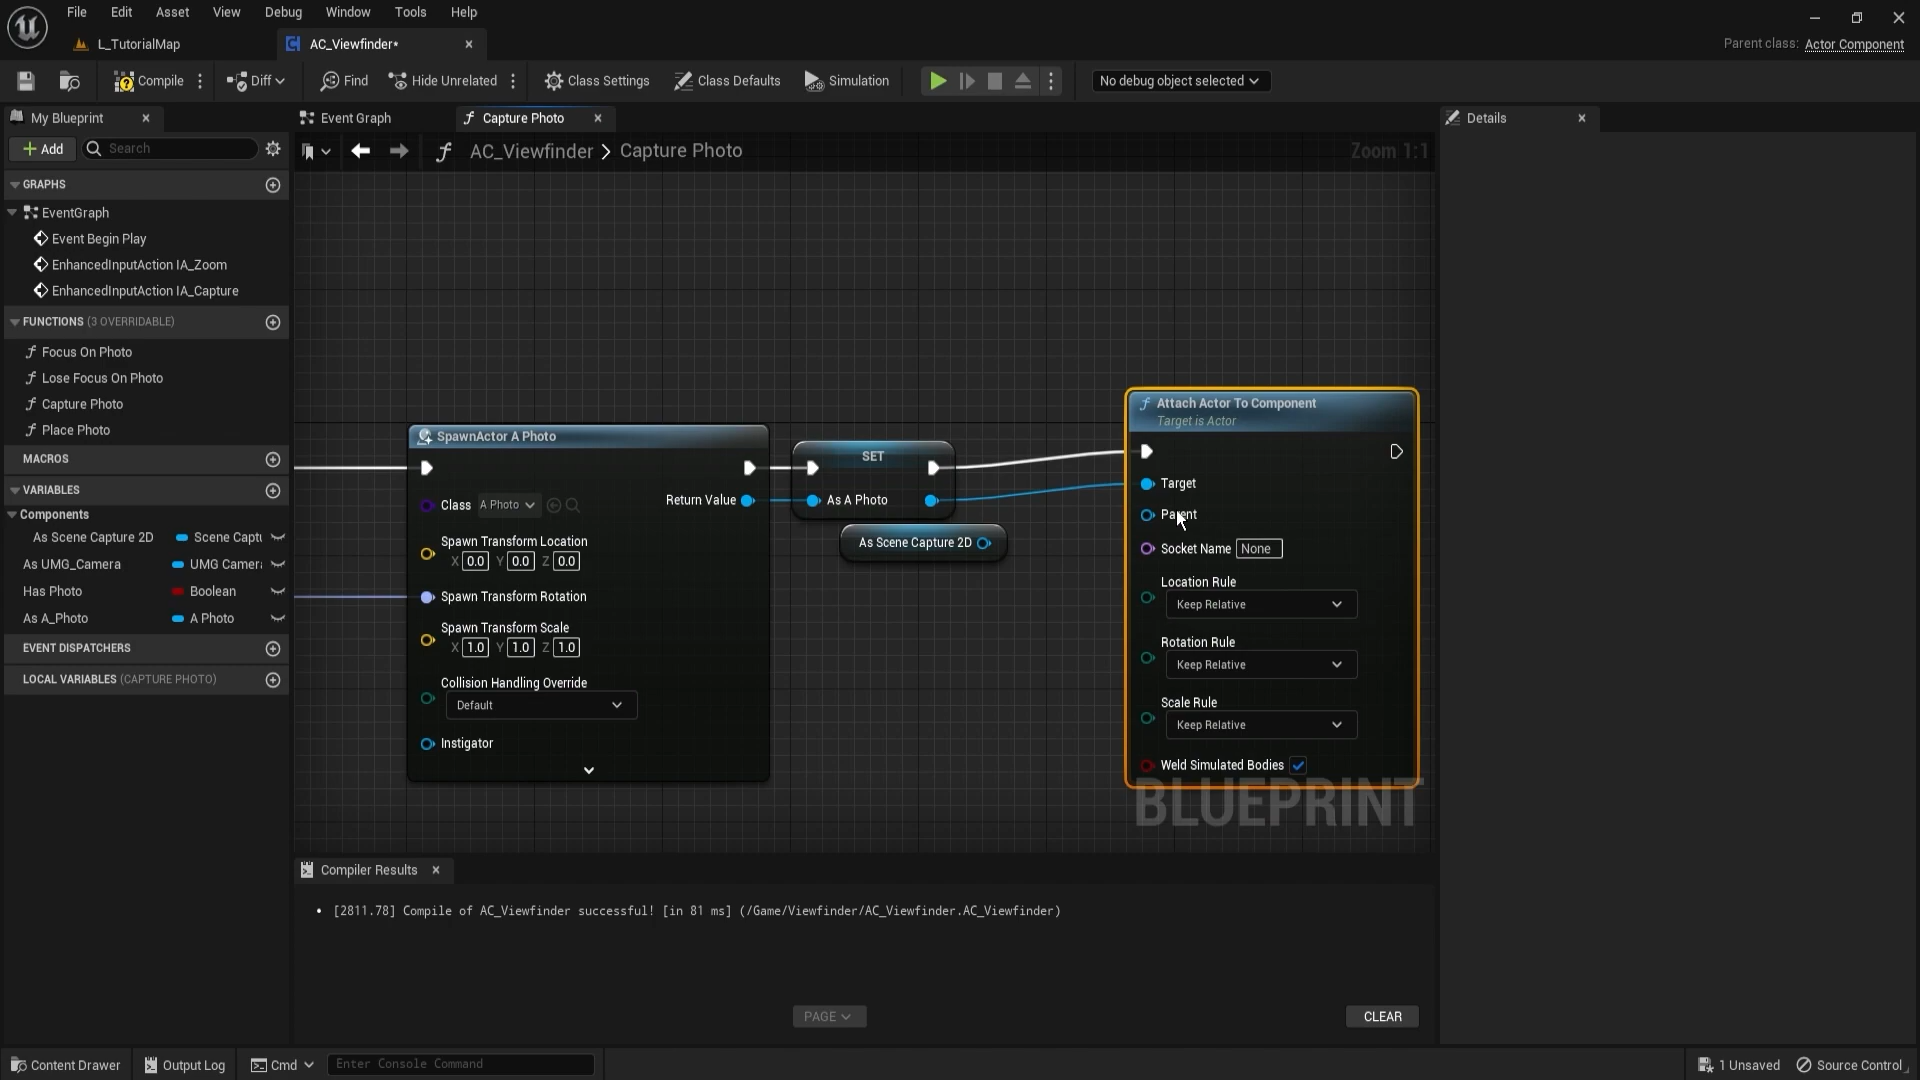 File Edit Asset View Debug Window Tools Help
L_TutorialMap
AC_Viewfinder*
Parent class: Actor Component
Compile
Diff
Find
Hide Unrelated
Class Settings
Class Defaults
Simulation
No debug object selected
My Blueprint
Event Graph
Capture Photo
Details
Add
Search
AC_Viewfinder > Capture Photo
Zoom 1:1
GRAPHS
EventGraph
Event Begin Play
EnhancedInputAction IA_Zoom
EnhancedInputAction IA_Capture
FUNCTIONS (3 OVERRIDABLE)
Focus On Photo
Lose Focus On Photo
Capture Photo
Place Photo
MACROS
VARIABLES
Components
As Scene Capture 2D Scene Captu
As UMG_Camera UMG Camera
Has Photo Boolean
As A_Photo A Photo
EVENT DISPATCHERS
LOCAL VARIABLES (CAPTURE PHOTO)
SpawnActor A Photo
Class A Photo
Return Value
Spawn Transform Location
X 0.0 Y 0.0 Z 0.0
Spawn Transform Rotation
Spawn Transform Scale
X 1.0 Y 1.0 Z 1.0
Collision Handling Override
Default
Instigator
SET
As A Photo
As Scene Capture 2D
Attach Actor To Component
Target is Actor
Target
Parent
Socket Name None
Location Rule
Keep Relative
Rotation Rule
Keep Relative
Scale Rule
Keep Relative
Weld Simulated Bodies
BLUEPRINT
Compiler Results
• [2811.78] Compile of AC_Viewfinder successful! [in 81 ms] (/Game/Viewfinder/AC_Viewfinder.AC_Viewfinder)
PAGE
CLEAR
Content Drawer
Output Log
Cmd
Enter Console Command
1 Unsaved
Source Control